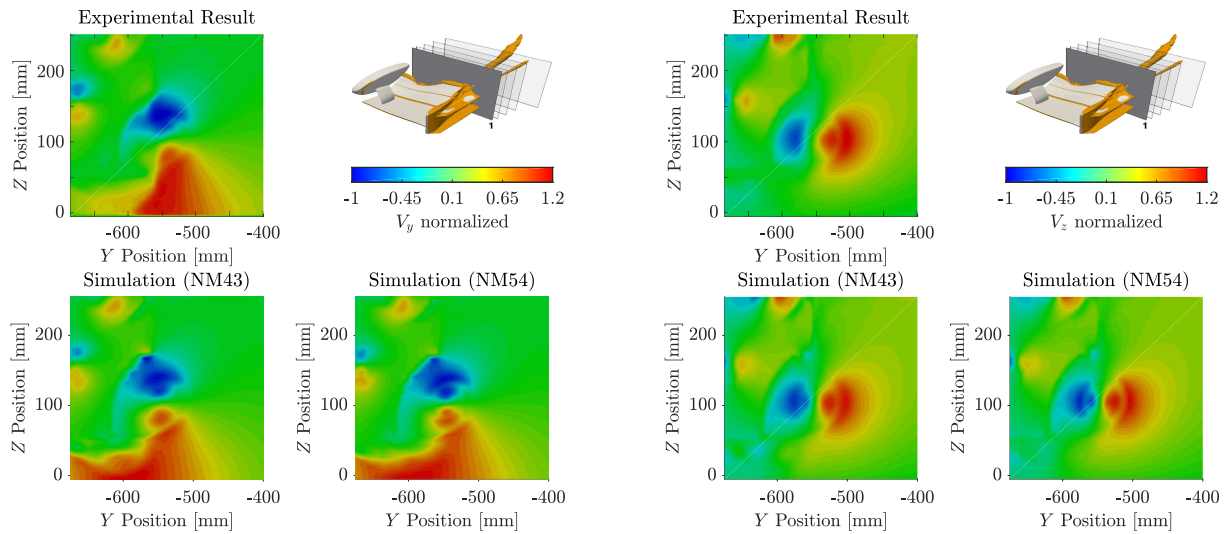 Experimental Result
Z Position [mm]
200
100
0
-600
-500
-400
Y Position [mm]
1
-1
-0.45
0.1
0.65
1.2
V_y normalized
Experimental Result
Z Position [mm]
200
100
0
-600
-500
-400
Y Position [mm]
1
-1
-0.45
0.1
0.65
1.2
V_z normalized
Simulation (NM43)
Z Position [mm]
200
100
0
-600
-500
-400
Y Position [mm]
Simulation (NM54)
Z Position [mm]
200
100
0
-600
-500
-400
Y Position [mm]
Simulation (NM43)
Z Position [mm]
200
100
0
-600
-500
-400
Y Position [mm]
Simulation (NM54)
Z Position [mm]
200
100
0
-600
-500
-400
Y Position [mm]